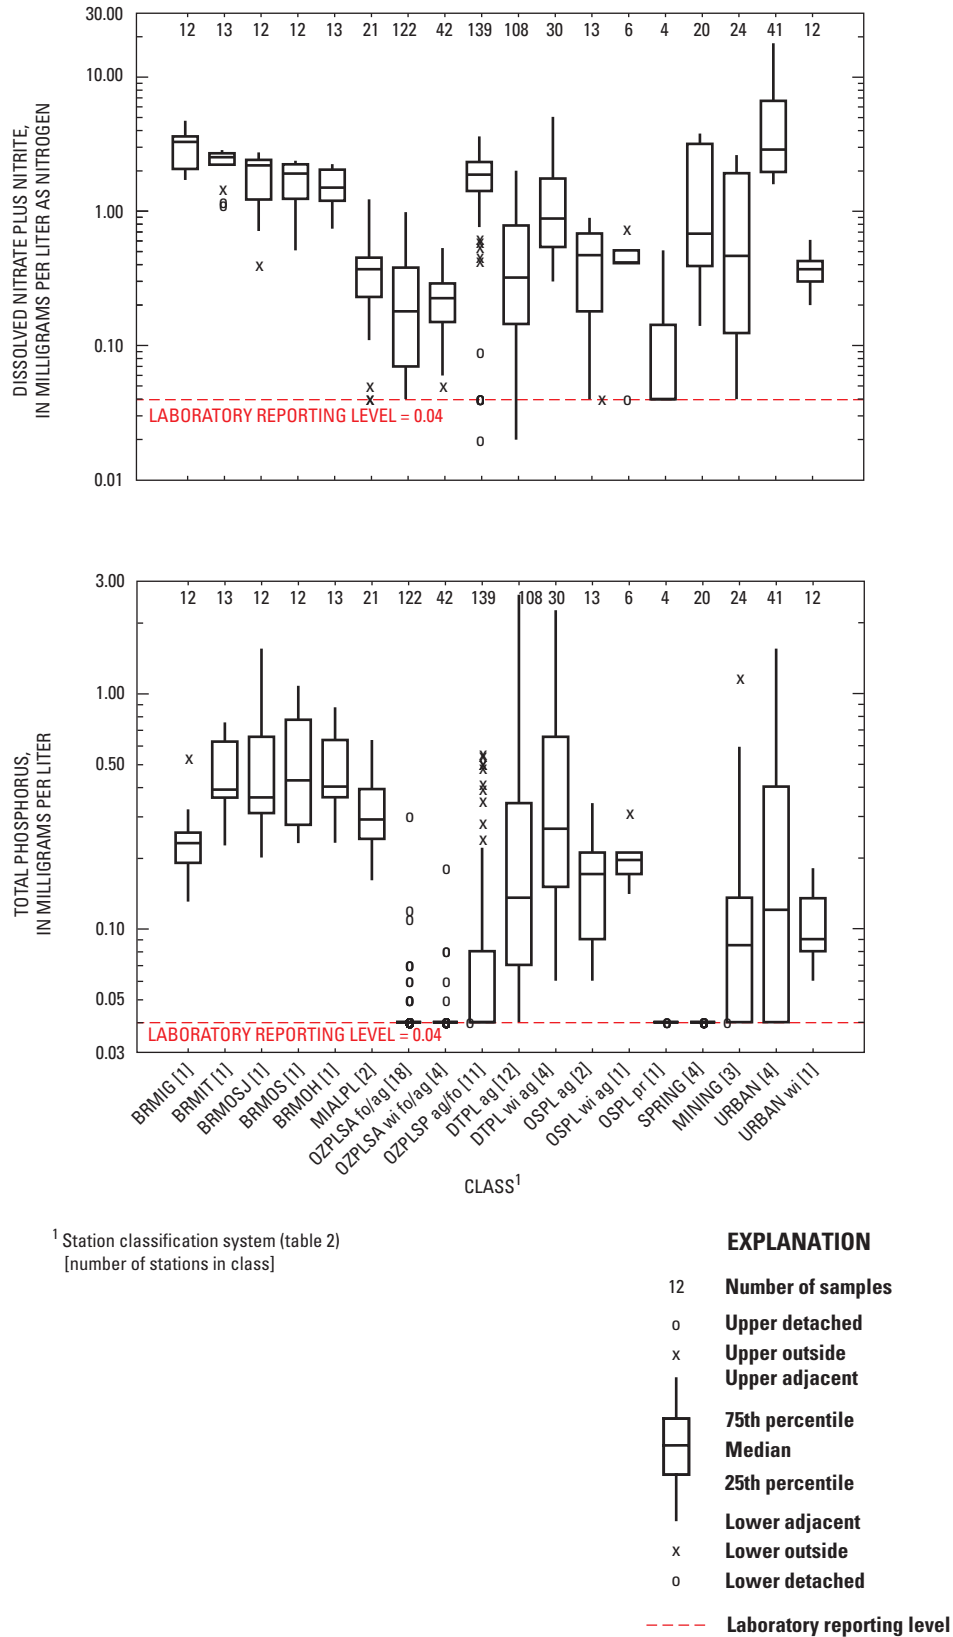 30.00
12 13 12 12 13 21 122 42 139 108 30 13 6 4 20 24 41 12
10.00
1.00
0.10
0.01
DISSOLVED NITRATE PLUS NITRITE,
IN MILLIGRAMS PER LITER AS NITROGEN
LABORATORY REPORTING LEVEL = 0.04
3.00
12 13 12 12 13 21 122 42 139 108 30 13 6 4 20 24 41 12
1.00
0.50
0.10
0.05
0.03
TOTAL PHOSPHORUS,
IN MILLIGRAMS PER LITER
LABORATORY REPORTING LEVEL = 0.04
BRMIG [1]
BRMIT [1]
BRMOSJ [1]
BRMOS [1]
BRMOH [1]
MIALPL [2]
OZPLSA fo/ag [18]
OZPLSA wi fo/ag [4]
OZPLSP ag/fo [11]
DTPL ag [12]
DTPL wi ag [4]
OSPL ag [2]
OSPL wi ag [1]
OSPL pr [1]
SPRING [4]
MINING [3]
URBAN [4]
URBAN wi [1]
CLASS1
1 Station classification system (table 2)
[number of stations in class]
EXPLANATION
12 Number of samples
o Upper detached
x Upper outside
Upper adjacent
75th percentile
Median
25th percentile
Lower adjacent
x Lower outside
o Lower detached
Laboratory reporting level